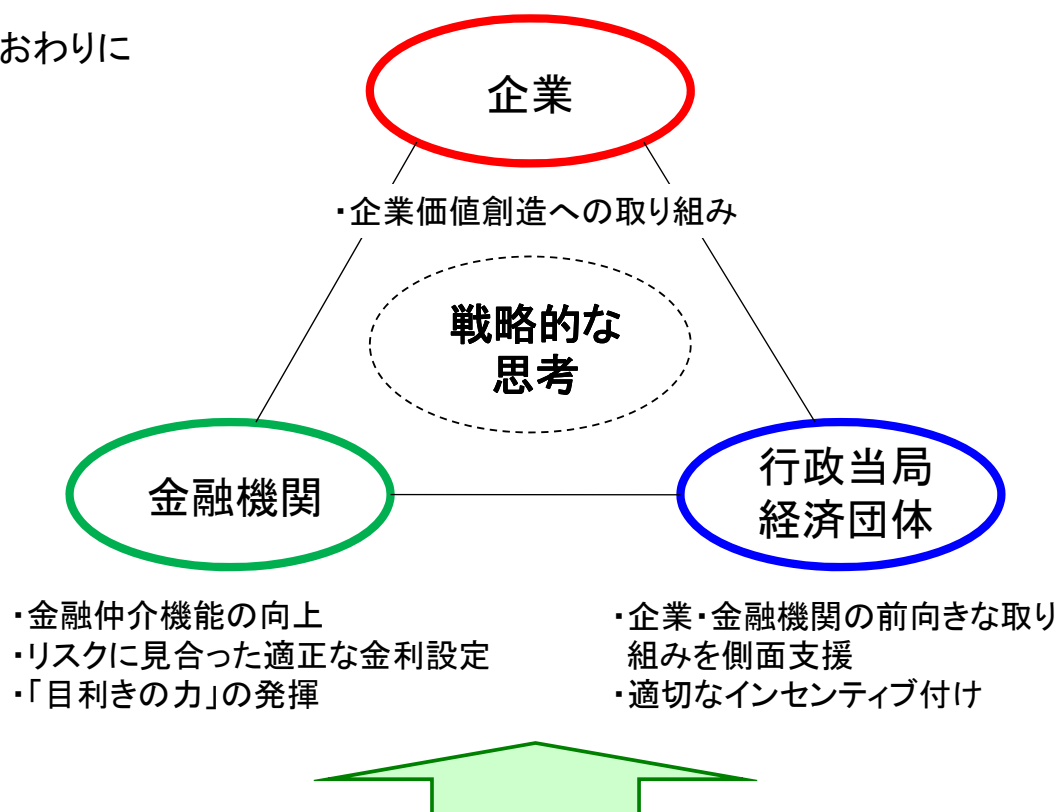 おわりに
企業
・企業価値創造への取り組み
戦略的な
思考
金融機関
行政当局
経済団体
・金融仲介機能の向上
・リスクに見合った適正な金利設定
・「目利きの力」の発揮
・企業・金融機関の前向きな取り
組みを側面支援
・適切なインセンティブ付け